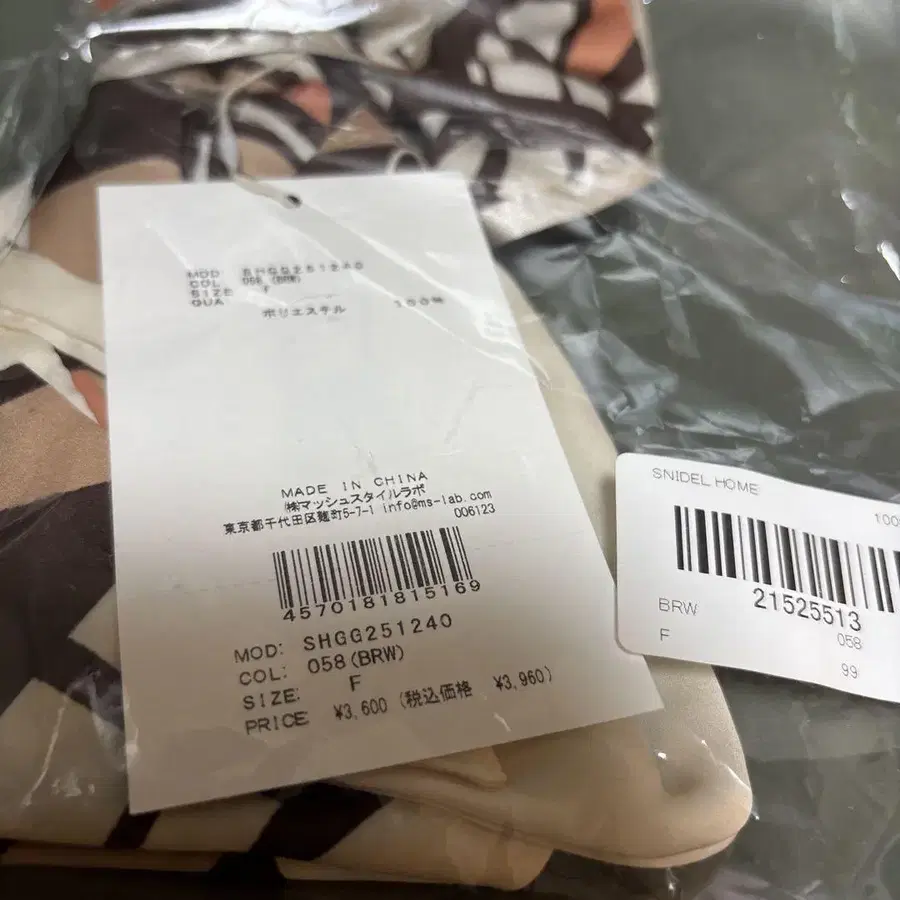 MOD: SHGG251240
COL 058 (BRW)
SIZE F
QUA
ポリエステル 100%
MADE IN CHINA
㈱マッシュスタイルラボ
東京都千代田区麹町5-7-1 info@ms-lab.com
006123
4570181815169
MOD: SHGG251240
COL: 058(BRW)
SIZE: F
PRICE ¥3,600 (税込価格 ¥3,960)
SNIDEL HOME
100
21525513
BRW 058
F 99